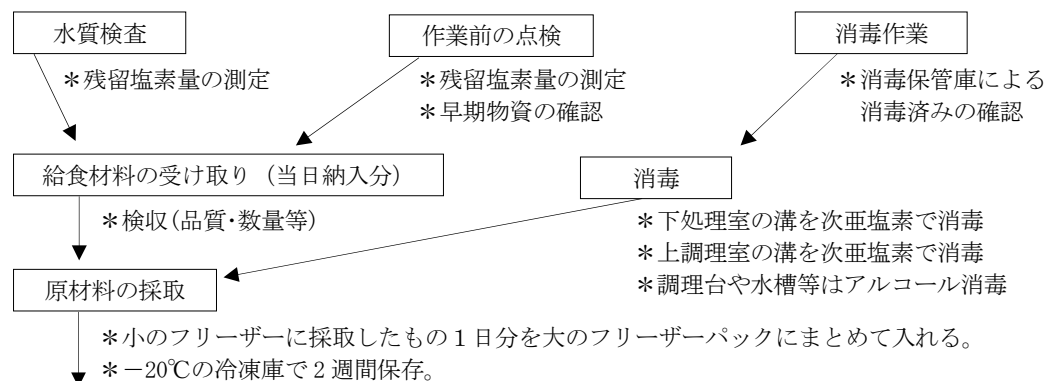 水質検査
作業前の点検
消毒作業
＊残留塩素量の測定
＊残留塩素量の測定
＊早期物資の確認
＊消毒保管庫による
消毒済みの確認
給食材料の受け取り（当日納入分）
消毒
＊検収(品質･数量等)
＊下処理室の溝を次亜塩素で消毒
＊上調理室の溝を次亜塩素で消毒
＊調理台や水槽等はアルコール消毒
原材料の採取
＊小のフリーザーに採取したもの１日分を大のフリーザーパックにまとめて入れる。
＊－20℃の冷凍庫で２週間保存。